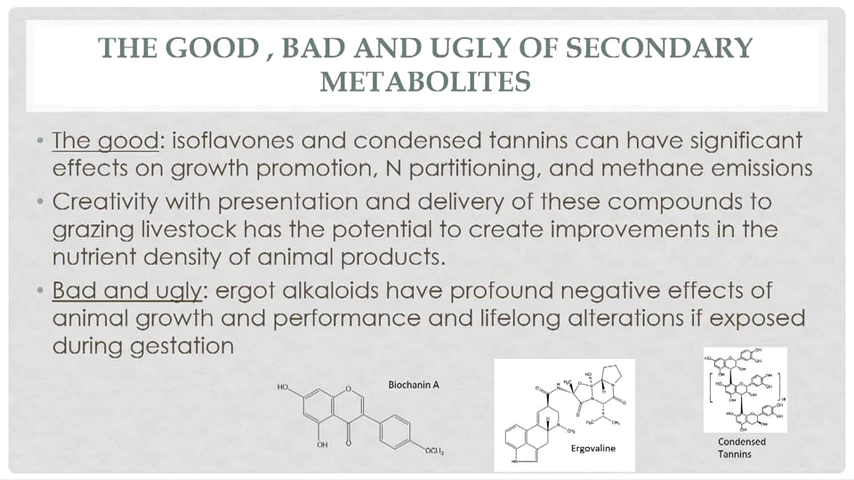 THE GOOD , BAD AND UGLY OF SECONDARY
METABOLITES
• The good: isoflavones and condensed tannins can have significant
effects on growth promotion, N partitioning, and methane emissions
• Creativity with presentation and delivery of these compounds to
grazing livestock has the potential to create improvements in the
nutrient density of animal products.
• Bad and ugly: ergot alkaloids have profound negative effects of
animal growth and performance and lifelong alterations if exposed
during gestation
HO
O
Biochanin A
OH
O
OCH₃
Ergovaline
Condensed
Tannins